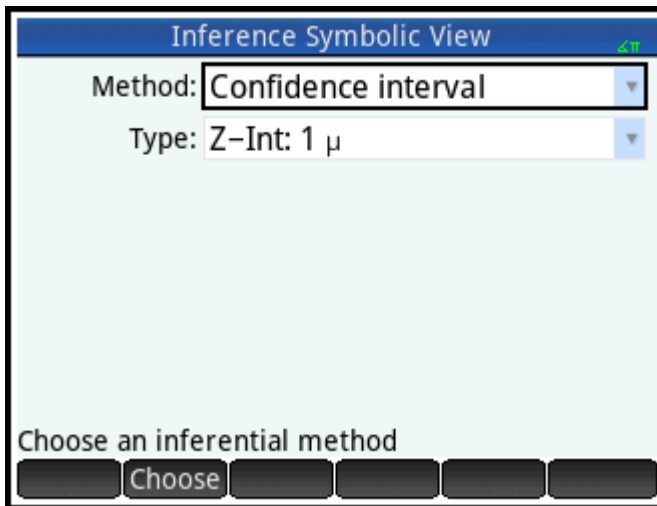 Inference Symbolic View ∡π
Method: Confidence interval
Type: Z-Int: 1 μ
Choose an inferential method
Choose